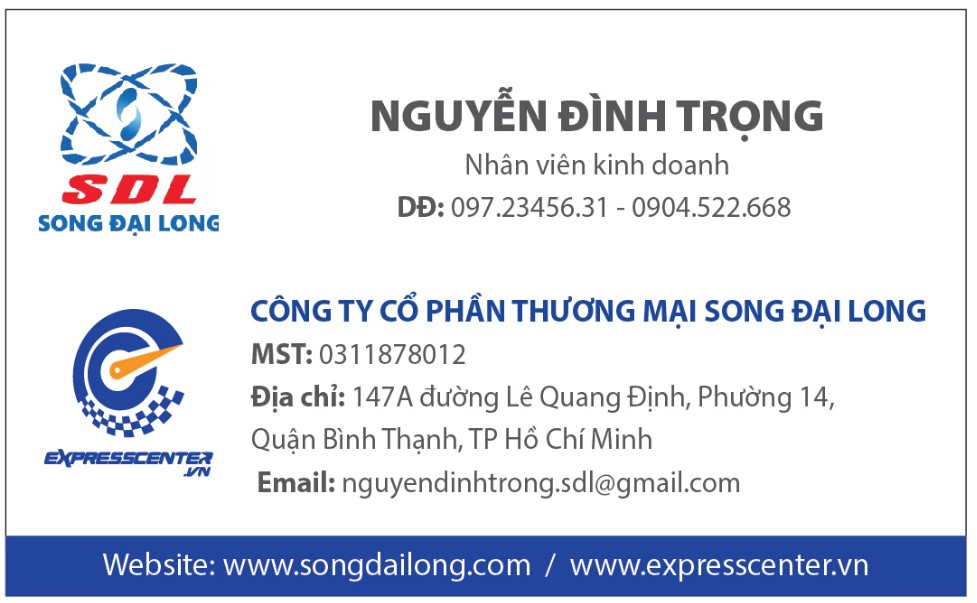 SDL
SONG ĐẠI LONG
NGUYỄN ĐÌNH TRỌNG
Nhân viên kinh doanh
DĐ: 097.23456.31 - 0904.522.668
EXPRESSCENTER
.VN
CÔNG TY CỔ PHẦN THƯƠNG MẠI SONG ĐẠI LONG
MST: 0311878012
Địa chỉ: 147A đường Lê Quang Định, Phường 14,
Quận Bình Thạnh, TP Hồ Chí Minh
Email: nguyendinhtrong.sdl@gmail.com
Website: www.songdailong.com / www.expresscenter.vn